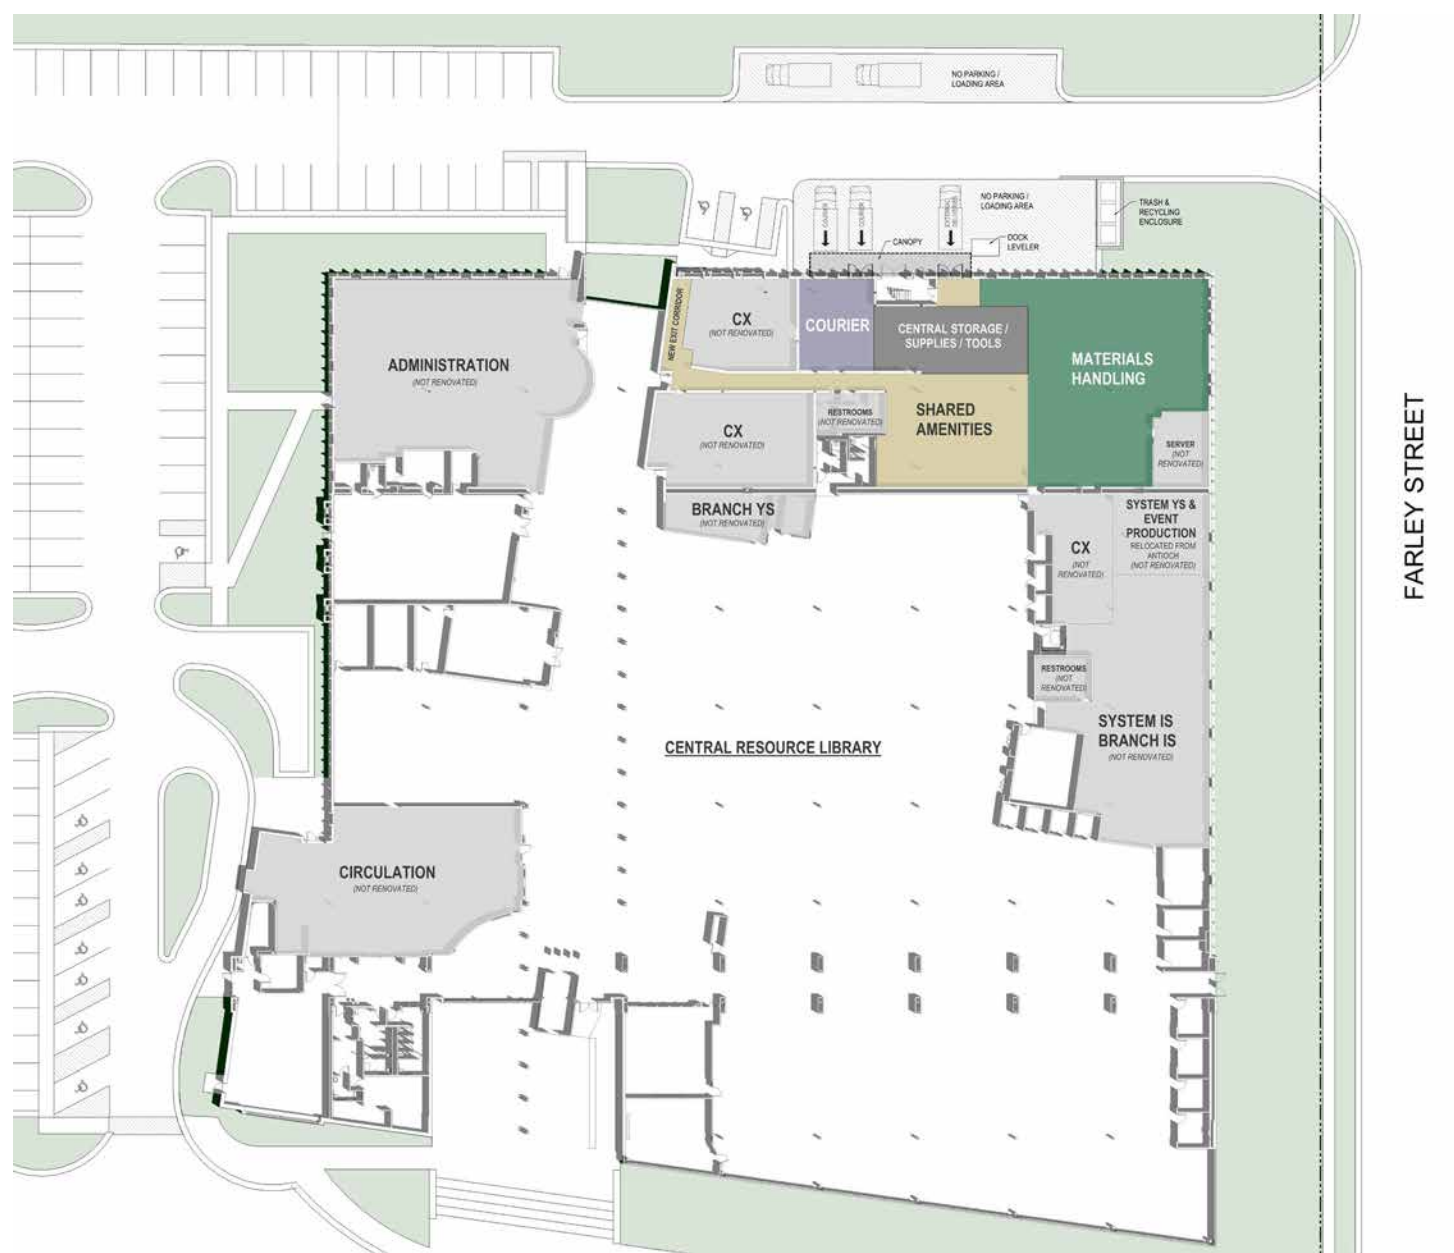 NO PARKING /
LOADING AREA
NO PARKING /
LOADING AREA
TRASH &
RECYCLING
ENCLOSURE
COURIER
COURIER
EXTERNAL
DELIVERIES
DOCK
LEVELER
CANOPY
NEW EXIT CORRIDOR
CX
(NOT RENOVATED)
COURIER
CENTRAL STORAGE /
SUPPLIES / TOOLS
MATERIALS
HANDLING
ADMINISTRATION
(NOT RENOVATED)
RESTROOMS
(NOT RENOVATED)
SHARED
AMENITIES
CX
(NOT RENOVATED)
SERVER
(NOT
RENOVATED)
FARLEY STREET
BRANCH YS
(NOT RENOVATED)
SYSTEM YS &
EVENT
PRODUCTION
RELOCATED FROM
ANTIOCH
(NOT RENOVATED)
CX
(NOT
RENOVATED)
RESTROOMS
(NOT
RENOVATED)
SYSTEM IS
BRANCH IS
(NOT RENOVATED)
CENTRAL RESOURCE LIBRARY
CIRCULATION
(NOT RENOVATED)